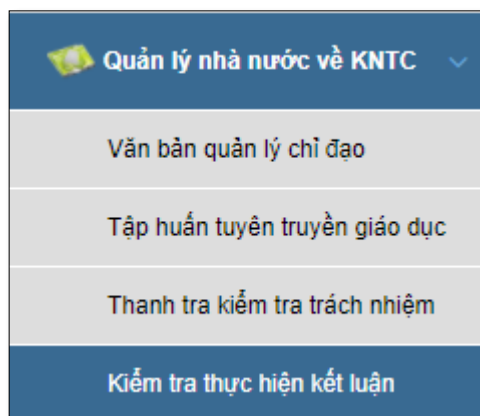 Quản lý nhà nước về KNTC
Văn bản quản lý chỉ đạo
Tập huấn tuyên truyền giáo dục
Thanh tra kiểm tra trách nhiệm
Kiểm tra thực hiện kết luận